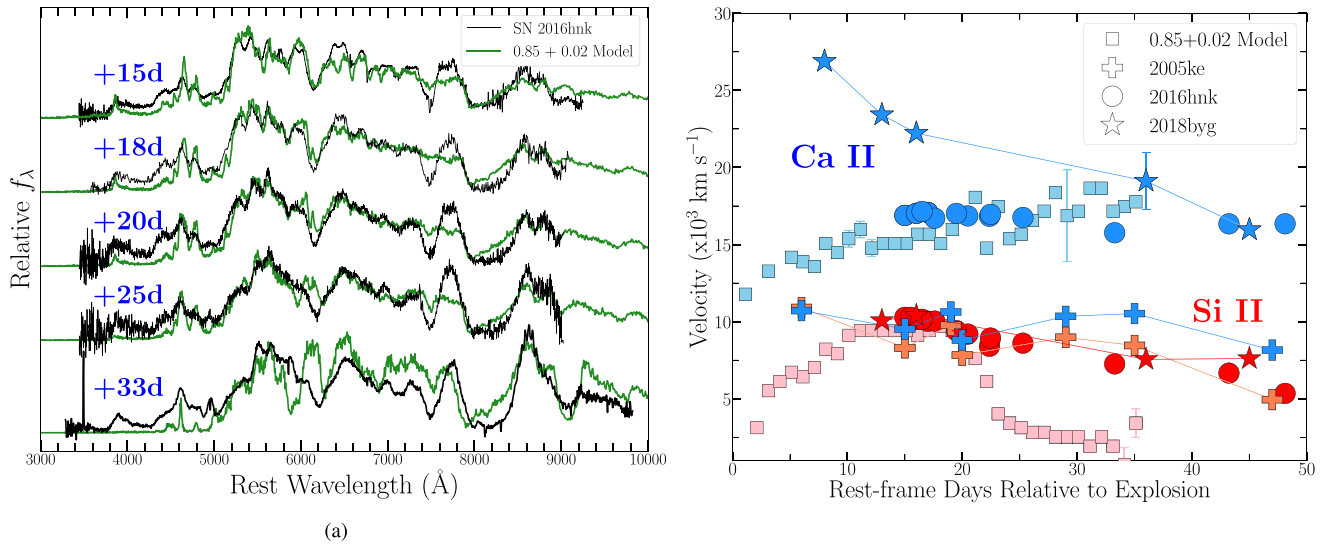 (a)
SN 2016hnk
0.85 + 0.02 Model
+15d
+18d
+20d
+25d
+33d
Relative fλ
3000 4000 5000 6000 7000 8000 9000 10000
Rest Wavelength (Å)
(a)
30
25
20
15
10
5
Velocity (x10³ km s⁻¹)
0.85+0.02 Model
2005ke
2016hnk
2018byg
Ca II
Si II
0 10 20 30 40 50
Rest-frame Days Relative to Explosion